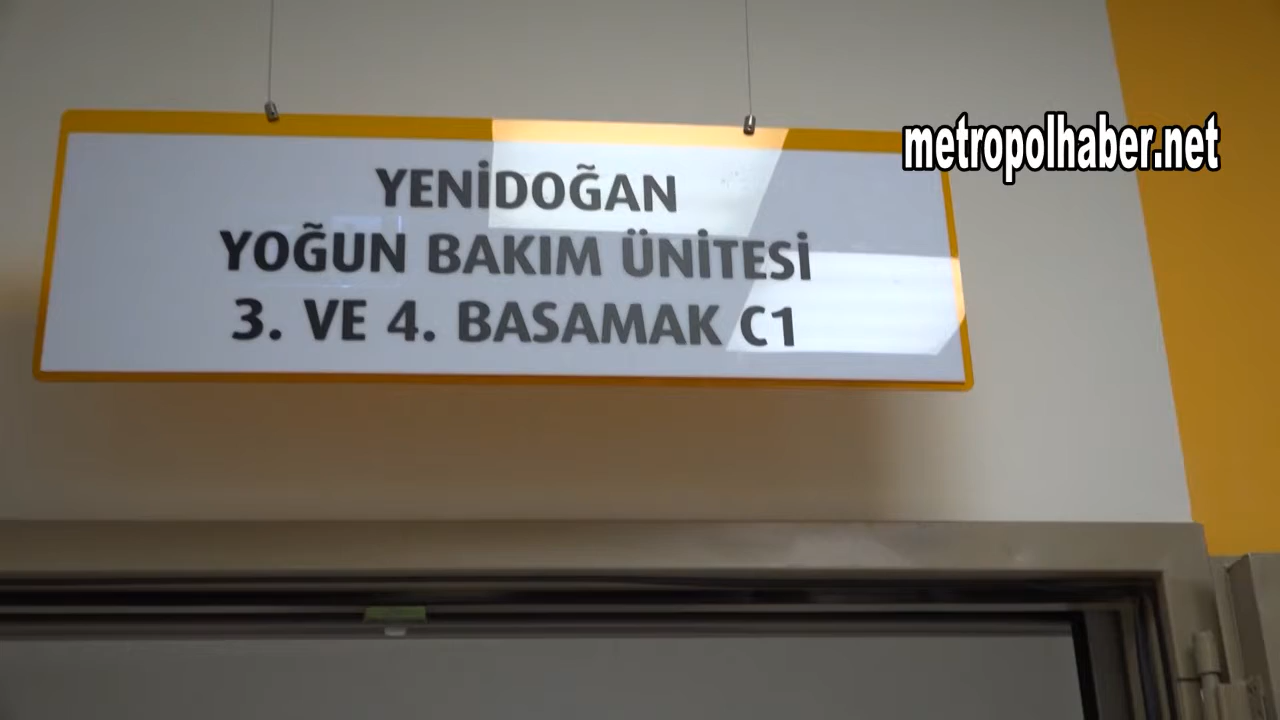 YENİDOĞAN
YOĞUN BAKIM ÜNİTESİ
3. VE 4. BASAMAK C1
metropolhaber.net